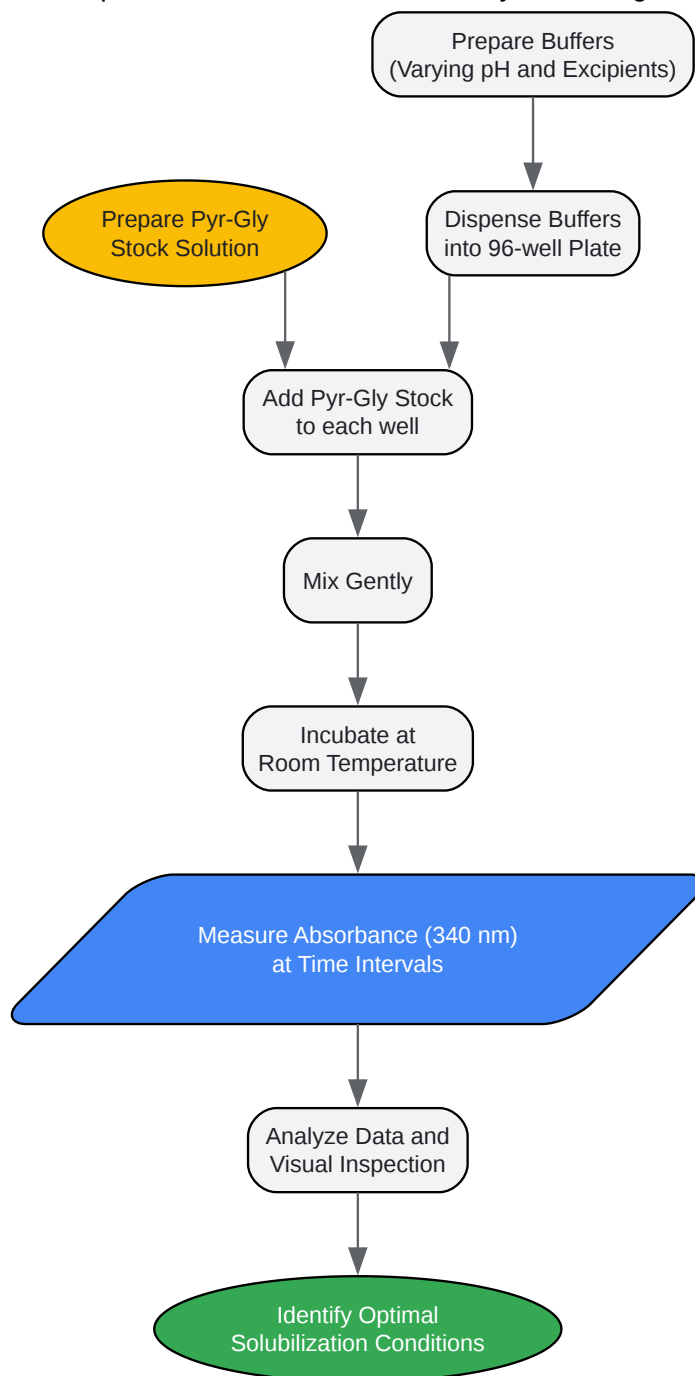 Prepare Buffers
(Varying pH and Excipients)
Prepare Pyr-Gly
Stock Solution
Dispense Buffers
into 96-well Plate
Add Pyr-Gly Stock
to each well
Mix Gently
Incubate at
Room Temperature
Measure Absorbance (340 nm)
at Time Intervals
Analyze Data and
Visual Inspection
Identify Optimal
Solubilization Conditions